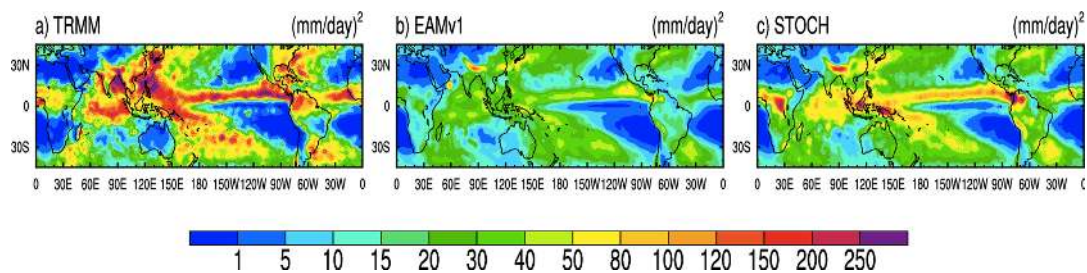 a) TRMM (mm/day)²
b) EAMv1 (mm/day)²
c) STOCH (mm/day)²
30N
0
30S
30N
0
30S
30N
0
30S
0 30E 60E 90E 120E 150E 180 150W 120W 90W 60W 30W 0
0 30E 60E 90E 120E 150E 180 150W 120W 90W 60W 30W 0
0 30E 60E 90E 120E 150E 180 150W 120W 90W 60W 30W 0
1 5 10 15 20 30 40 50 80 100 120 150 200 250